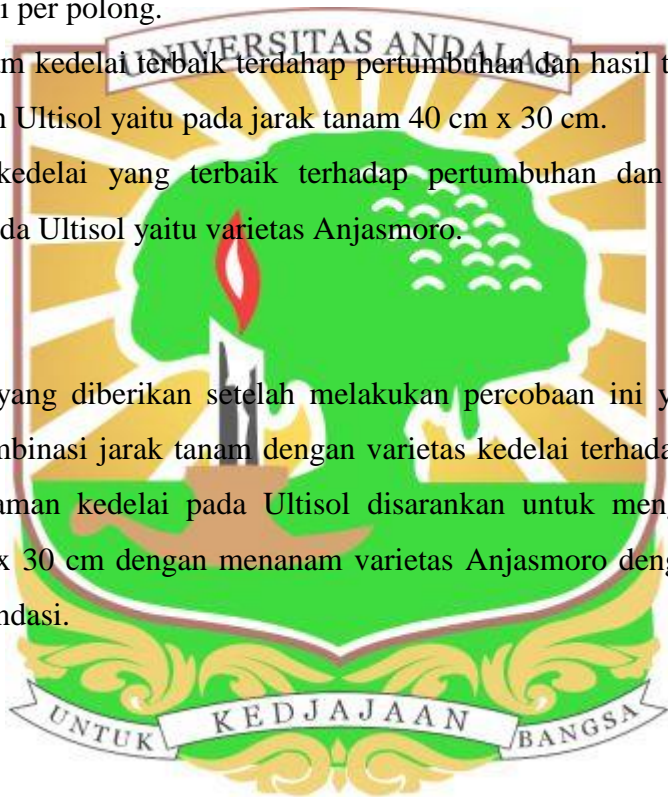 i per polong.
UNIVERSITAS ANDALAS
m kedelai terbaik terdahap pertumbuhan dan hasil t
n Ultisol yaitu pada jarak tanam 40 cm x 30 cm.
kedelai yang terbaik terhadap pertumbuhan dan
da Ultisol yaitu varietas Anjasmoro.
yang diberikan setelah melakukan percobaan ini y
mbinasi jarak tanam dengan varietas kedelai terhada
aman kedelai pada Ultisol disarankan untuk meng
x 30 cm dengan menanam varietas Anjasmoro deng
ndasi.
UNTUK KEDJAJAAN BANGSA